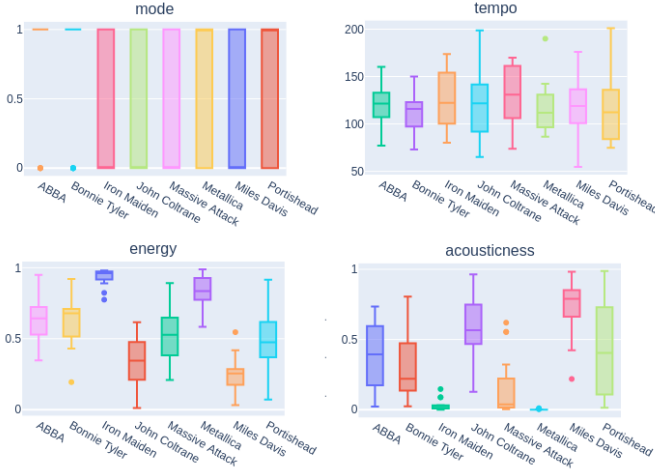 mode
1
0.5
0
ABBA
Bonnie Tyler
Iron Maiden
John Coltrane
Massive Attack
Metallica
Miles Davis
Portishead
tempo
200
150
100
50
ABBA
Bonnie Tyler
Iron Maiden
John Coltrane
Massive Attack
Metallica
Miles Davis
Portishead
energy
1
0.5
0
ABBA
Bonnie Tyler
Iron Maiden
John Coltrane
Massive Attack
Metallica
Miles Davis
Portishead
acousticness
1
0.5
0
ABBA
Bonnie Tyler
Iron Maiden
John Coltrane
Massive Attack
Metallica
Miles Davis
Portishead